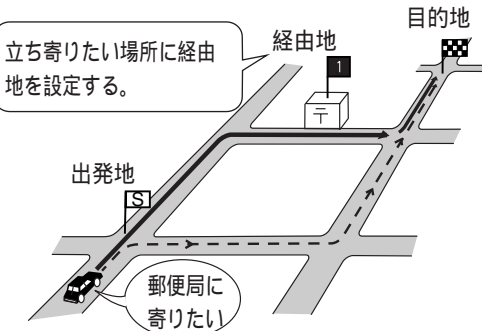 目的地
立ち寄りたい場所に経由
地を設定する。
経由地
1
〒
出発地
S
郵便局に
寄りたい